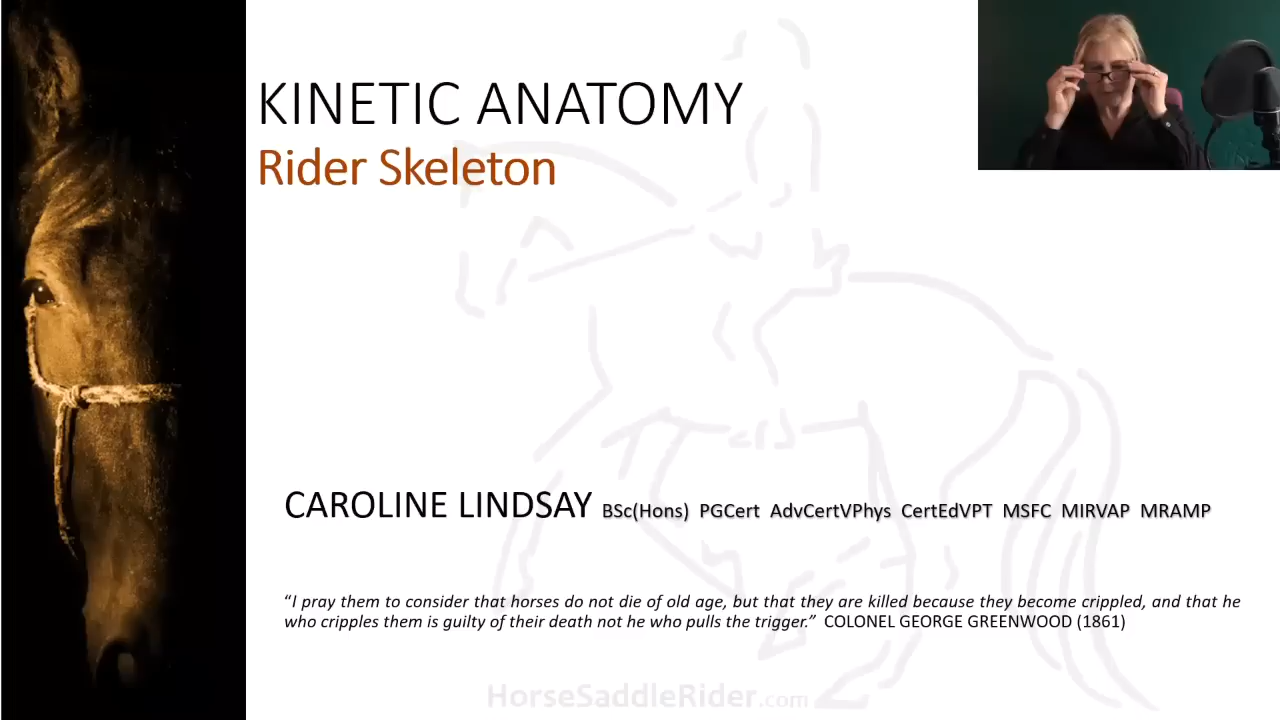 KINETIC ANATOMY
Rider Skeleton
CAROLINE LINDSAY BSc(Hons) PGCert AdvCertVPhys CertEdVPT MSFC MIRVAP MRAMP
“I pray them to consider that horses do not die of old age, but that they are killed because they become crippled, and that he
who cripples them is guilty of their death not he who pulls the trigger.” COLONEL GEORGE GREENWOOD (1861)
HorseSaddleRider.com